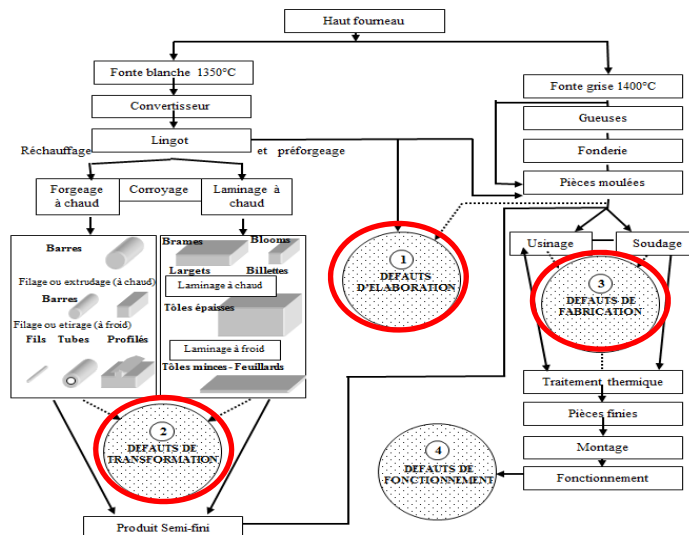 Haut fourneau
Fonte blanche 1350°C
Convertisseur
Lingot
Réchauffage
et préforgeage
Forgeage
à chaud
Corroyage
Laminage à
chaud
Barres
Filage ou extrudage (à chaud)
Barres
Filage ou etirage (à froid)
Fils Tubes Profilés
Brames Blooms
Largets Billettes
Laminage à chaud
Tôles épaisses
Laminage à froid
Tôles minces - Feuillards
2
DEFAUTS DE
TRANSFORMATION
Produit Semi-fini
1
DEFAUTS
D'ELABORATION
Fonte grise 1400°C
Gueuses
Fonderie
Pièces moulées
Usinage
Soudage
3
DEFAUTS DE
FABRICATION
Traitement thermique
Pièces finies
Montage
Fonctionnement
4
DEFAUTS DE
FONCTIONNEMENT